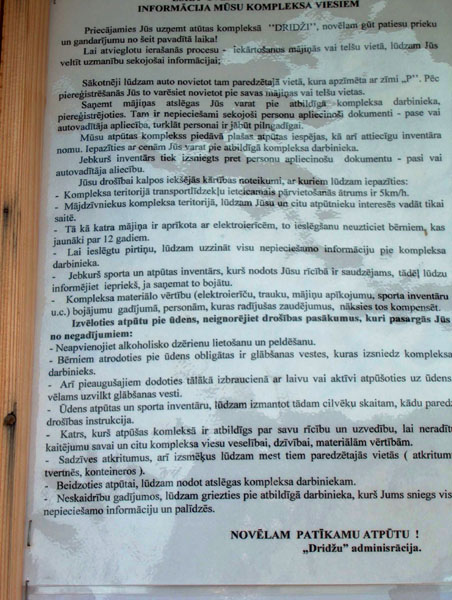 INFORMĀCIJA MŪSU KOMPLEKSA VIESIEM
Priecājamies Jūs uzņemt atūtas kompleksā "DRIDŽI", novēlam gūt patiesu prieku
un gandarījumu no šeit pavadītā laika!
Lai atvieglotu ierašanās procesu - iekārtošanos mājiņās vai telšu vietā, lūdzam Jūs
veltīt uzmanību sekojošai informācijai;
Sākotnēji lūdzam auto novietot tam paredzētajā vietā, kura apzīmēta ar zīmi „P". Pēc
piereģistrēšanās Jūs to varēsiet novietot pie savas mājiņas vai telšu vietas.
Saņemt mājiņas atslēgas Jūs varat pie atbildīgā kompleksa darbinieka,
piereģistrējoties. Tam ir nepieciešami sekojoši personu apliecinoši dokumenti - pase vai
autovadītāja apliecību, turklāt personai ir jābūt pilngadīgai.
Mūsu atpūtas komplekss piedāvā plašas atpūtas iespējas, kā arī attiecīgu inventāra
nomu. Iepazīties ar cenām Jūs varat pie atbildīgā kompleksa darbinieka.
Jebkurš inventārs tiek izsniegts pret personu apliecinošu dokumentu - pasi vai
autovadītāja aliecību.
Jūsu drošībai kalpos iekšējās kārtības noteikumi, ar kuriem lūdzam iepazīties:
- Kompleksa teritorijā transportlīdzekļu ieteicamais pārvietošanās ātrums ir 5km/h.
- Mājdzīvniekus kompleksa teritorijā, lūdzam Jūsu un citu atpūtnieku interesēs vadāt tikai
saitē.
- Tā kā katra mājiņa ir aprīkota ar elektroierīcēm, to ieslēgšanu neuzticiet bērniem, kas
jaunāki par 12 gadiem.
- Lai ieslēgtu pirtiņu, lūdzam uzzināt visu nepieciešamo informāciju pie kompleksa
darbinieka.
- Jebkurš sporta un atpūtas inventārs, kurš nodots Jūsu rīcībā ir saudzējams, tādēļ lūdzu
informējiet iepriekš, ja saņemat to bojātu.
- Kompleksa materiālo vērtību (elektroierīču, trauku, mājiņu apīkojumu, sporta inventāru
u.c.) bojājumu gadījumā, personām, kuras radījušas zaudējumus, nāksies tos kompensēt.
Izvēloties atpūtu pie ūdens, neignorējiet drošības pasākumus, kuri pasargās Jūs
no negadījumiem:
- Neapvienojiet alkoholisko dzērienu lietošanu un peldēšanu.
- Bērniem atrodoties pie ūdens obligātas ir glābšanas vestes, kuras izsniedz kompleksa
darbinieks.
- Arī pieaugušajiem dodoties tālākā izbraucienā ar laivu vai aktīvi atpūšoties uz ūdens
vēlams uzvilkt glābšanas vesti.
- Ūdens atpūtas un sporta inventāru, lūdzam izmantot tādam cilvēku skaitam, kādu pared
drošības instrukcija.
- Katrs, kurš atpūšas komleksā ir atbildīgs par savu rīcību un uzvedību, lai neradītu
kaitējumu savai un citu kompleksa viesu veselībai, dzīvībai, materiālām vērtībām.
- Sadzīves atkritumus, arī izsmēķus lūdzam mest tiem paredzētajās vietās ( atkritum
tvertnēs, konteineros ).
- Beidzoties atpūtai, lūdzam nodot atslēgas kompleksa darbiniekam.
- Neskaidrību gadījumos, lūdzam griezties pie atbildīgā darbinieka, kurš Jums sniegs vis
nepieciešamo informāciju un palīdzēs.
NOVĒLAM PATĪKAMU ATPŪTU !
„Dridžu" adminisrācija.